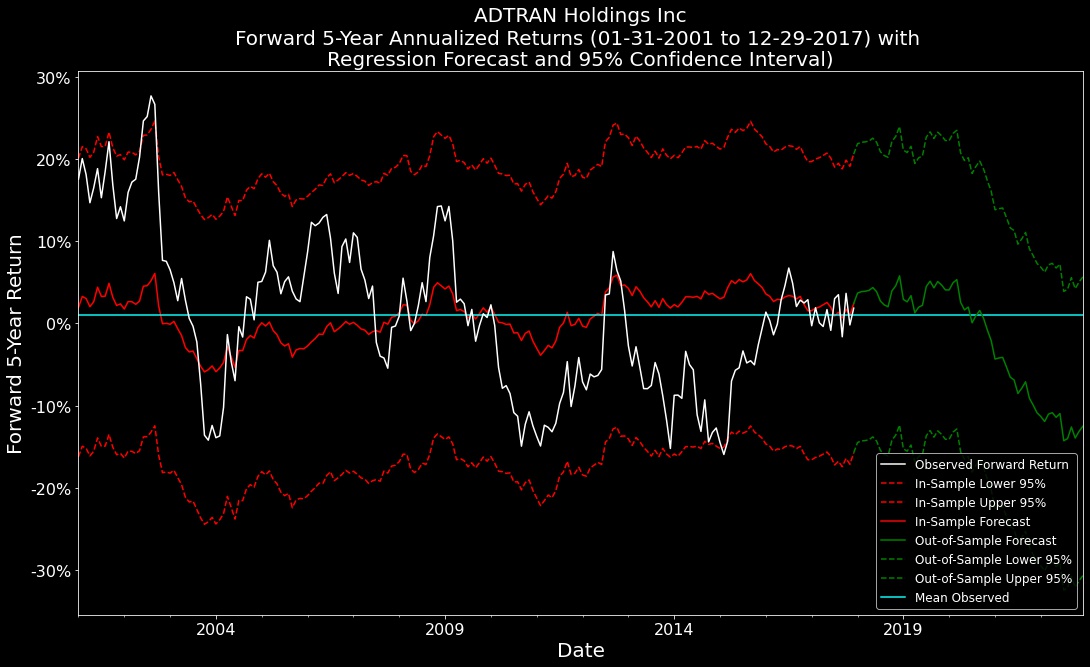 ADTRAN Holdings Inc
Forward 5-Year Annualized Returns (01-31-2001 to 12-29-2017) with
Regression Forecast and 95% Confidence Interval)
30%
20%
10%
0%
-10%
-20%
-30%
Forward 5-Year Return
Observed Forward Return
In-Sample Lower 95%
In-Sample Upper 95%
In-Sample Forecast
Out-of-Sample Forecast
Out-of-Sample Lower 95%
Out-of-Sample Upper 95%
Mean Observed
2004
2009
2014
2019
Date